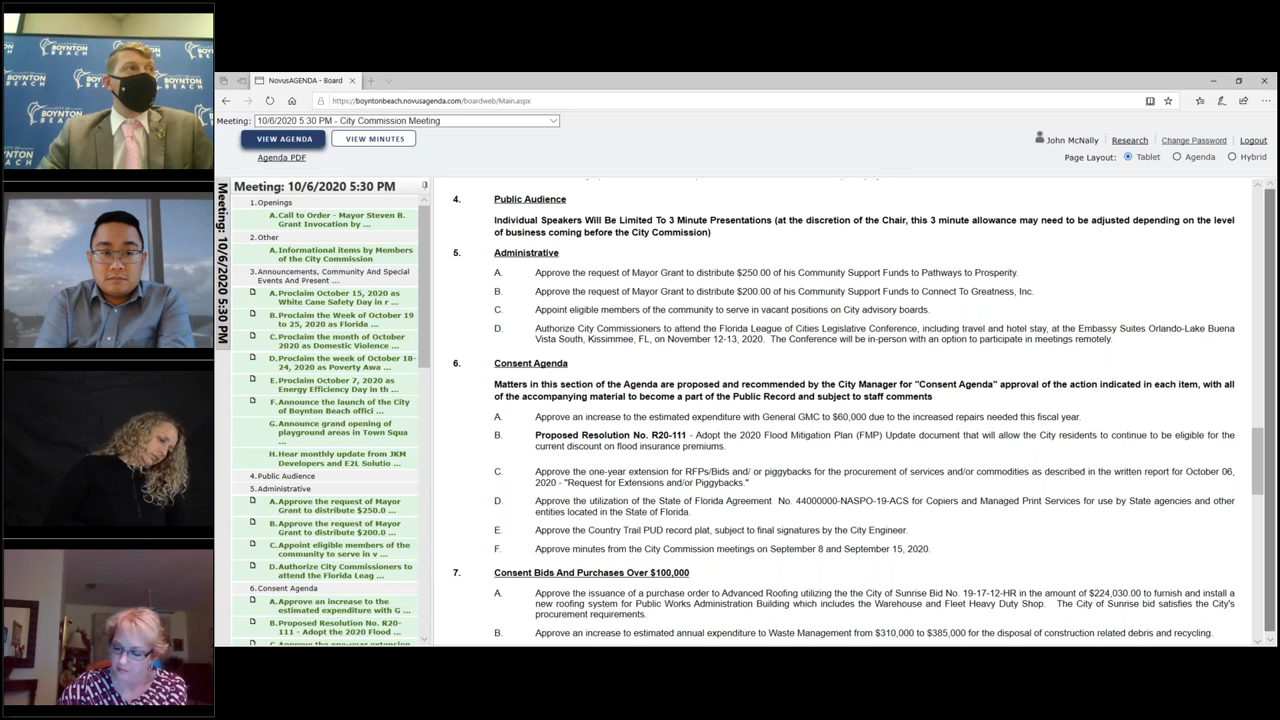 CITY OF
BOYNTON
BEACH
NovusAGENDA - Board
https://boyntonbeach.novusagenda.com/boardweb/Main.aspx
Meeting: 10/6/2020 5:30 PM - City Commission Meeting
VIEW AGENDA VIEW MINUTES
Agenda PDF
John McNally Research Change Password Logout
Page Layout: Tablet Agenda Hybrid
Meeting: 10/6/2020 5:30 PM
Meeting: 10/6/2020 5:30 PM
1.Openings
A.Call to Order - Mayor Steven B.
Grant Invocation by ...
2.Other
A.Informational items by Members
of the City Commission
3.Announcements, Community And Special
Events And Present ...
A.Proclaim October 15, 2020 as
White Cane Safety Day in r ...
B.Proclaim the Week of October 19
to 25, 2020 as Florida ...
C.Proclaim the month of October
2020 as Domestic Violence ...
D.Proclaim the week of October 18-
24, 2020 as Poverty Awa ...
E.Proclaim October 7, 2020 as
Energy Efficiency Day in th ...
F.Announce the launch of the City
of Boynton Beach offici ...
G.Announce grand opening of
playground areas in Town Squa
...
H.Hear monthly update from JKM
Developers and E2L Solutio ...
4.Public Audience
5.Administrative
A.Approve the request of Mayor
Grant to distribute $250.0 ...
B.Approve the request of Mayor
Grant to distribute $200.0 ...
C.Appoint eligible members of the
community to serve in v ...
D.Authorize City Commissioners to
attend the Florida Leag ...
6.Consent Agenda
A.Approve an increase to the
estimated expenditure with G ...
B.Proposed Resolution No. R20-
111 - Adopt the 2020 Flood ...
C.Approve the one-year extension
4. Public Audience
Individual Speakers Will Be Limited To 3 Minute Presentations (at the discretion of the Chair, this 3 minute allowance may need to be adjusted depending on the level
of business coming before the City Commission)
5. Administrative
A. Approve the request of Mayor Grant to distribute $250.00 of his Community Support Funds to Pathways to Prosperity.
B. Approve the request of Mayor Grant to distribute $200.00 of his Community Support Funds to Connect To Greatness, Inc.
C. Appoint eligible members of the community to serve in vacant positions on City advisory boards.
D. Authorize City Commissioners to attend the Florida League of Cities Legislative Conference, including travel and hotel stay, at the Embassy Suites Orlando-Lake Buena
Vista South, Kissimmee, FL, on November 12-13, 2020. The Conference will be in-person with an option to participate in meetings remotely.
6. Consent Agenda
Matters in this section of the Agenda are proposed and recommended by the City Manager for "Consent Agenda" approval of the action indicated in each item, with all
of the accompanying material to become a part of the Public Record and subject to staff comments
A. Approve an increase to the estimated expenditure with General GMC to $60,000 due to the increased repairs needed this fiscal year.
B. Proposed Resolution No. R20-111 - Adopt the 2020 Flood Mitigation Plan (FMP) Update document that will allow the City residents to continue to be eligible for the
current discount on flood insurance premiums.
C. Approve the one-year extension for RFPs/Bids and/ or piggybacks for the procurement of services and/or commodities as described in the written report for October 06,
2020 - "Request for Extensions and/or Piggybacks."
D. Approve the utilization of the State of Florida Agreement No. 44000000-NASPO-19-ACS for Copiers and Managed Print Services for use by State agencies and other
entities located in the State of Florida.
E. Approve the Country Trail PUD record plat, subject to final signatures by the City Engineer.
F. Approve minutes from the City Commission meetings on September 8 and September 15, 2020.
7. Consent Bids And Purchases Over $100,000
A. Approve the issuance of a purchase order to Advanced Roofing utilizing the the City of Sunrise Bid No. 19-17-12-HR in the amount of $224,030.00 to furnish and install a
new roofing system for Public Works Administration Building which includes the Warehouse and Fleet Heavy Duty Shop. The City of Sunrise bid satisfies the City's
procurement requirements.
B. Approve an increase to estimated annual expenditure to Waste Management from $310,000 to $385,000 for the disposal of construction related debris and recycling.